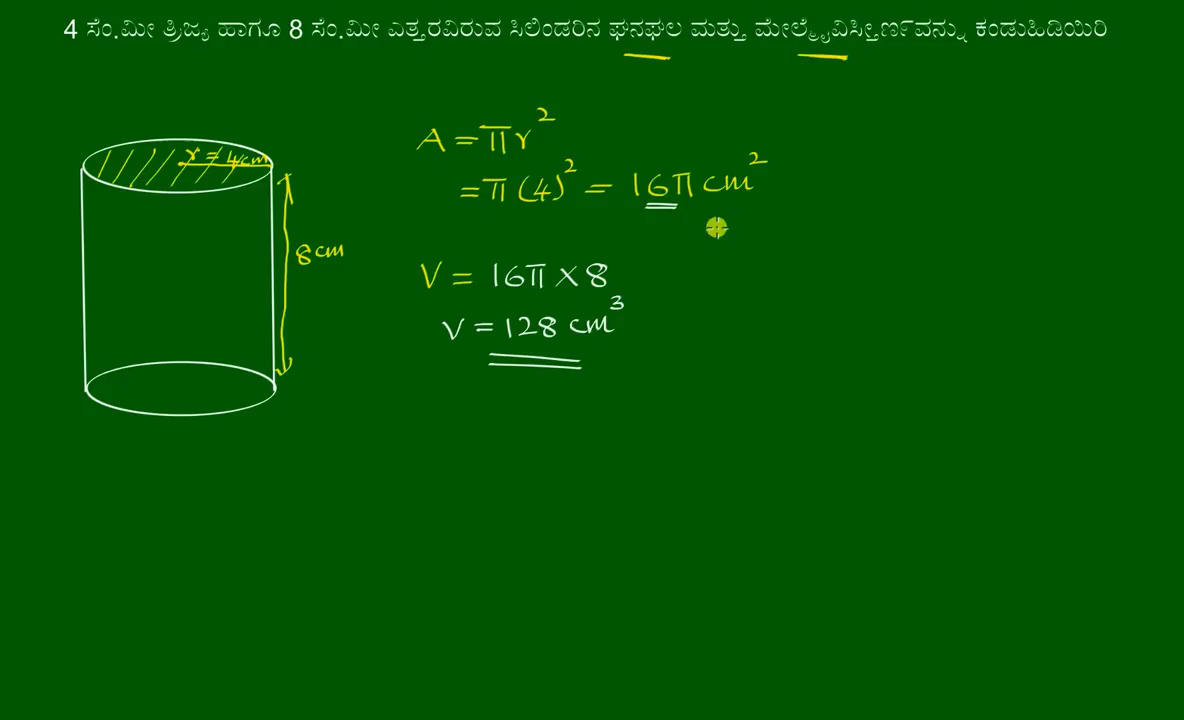 4 ಸೆಂ.ಮೀ ತ್ರಿಜ್ಯ ಹಾಗೂ 8 ಸೆಂ.ಮೀ ಎತ್ತರವಿರುವ ಸಿಲಿಂಡರಿನ ಘನಫಲ ಮತ್ತು ಮೇಲ್ಮೈವಿಸ್ತೀರ್ಣವನ್ನು ಕಂಡುಹಿಡಿಯಿರಿ
r = 4cm
8cm
A = πr²
= π(4)² = 16π cm²
V = 16π × 8
V = 128 cm³